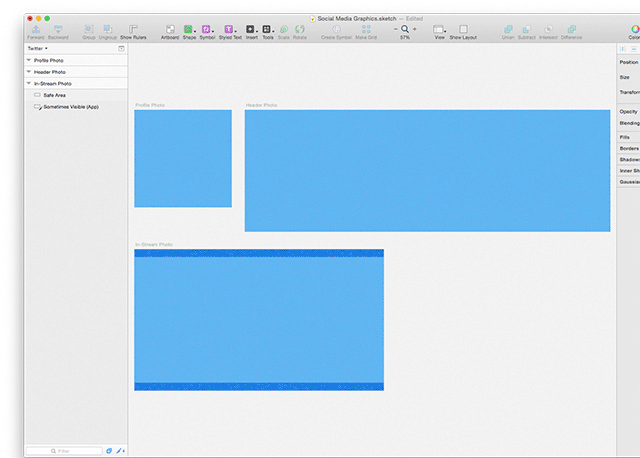 Social Media Graphics.sketch — Edited
Forward Backward Group Ungroup Show Rulers Artboard Shape Symbol Styled Text Insert Tools Scale Rotate Create Symbol Make Grid 57% View Show Layout Union Subtract Intersect Difference Color
Twitter
Profile Photo
Header Photo
In-Stream Photo
Safe Area
Sometimes Visible (App)
Profile Photo
Header Photo
In-Stream Photo
Position
Size
Transform
Opacity
Blending
Fills
Borders
Shadows
Inner Sh
Gaussia
Filter